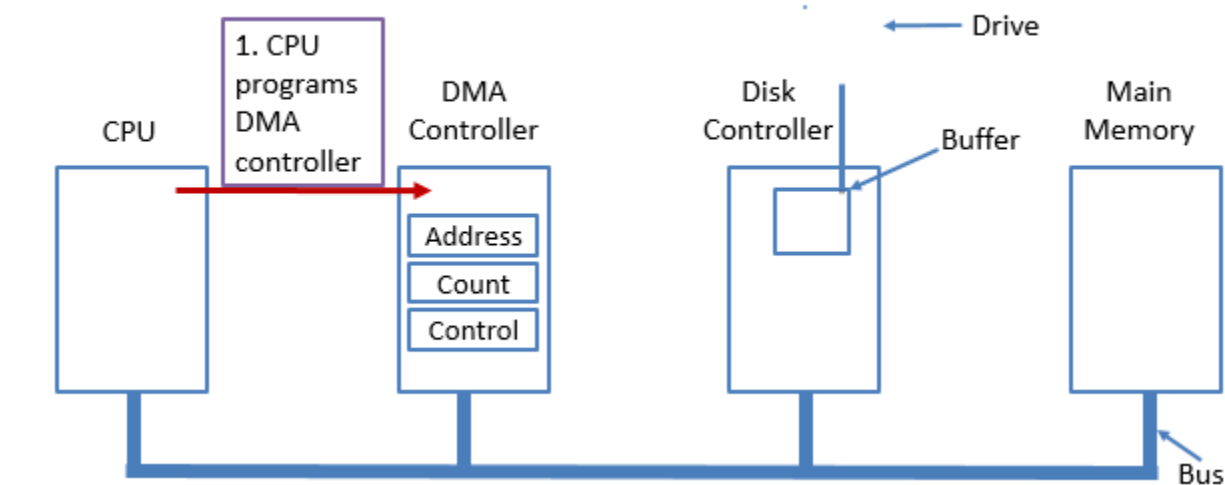 Drive
1. CPU
programs
DMA
controller
CPU
DMA
Controller
Disk
Controller
Buffer
Main
Memory
Address
Count
Control
Bus